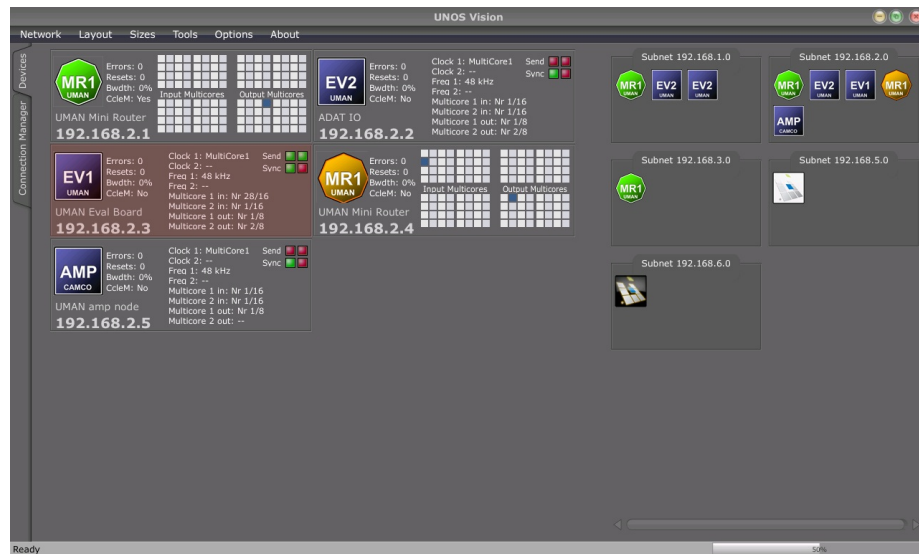 UNOS Vision
Network Layout Sizes Tools Options About
Devices
Connection Manager
MR1
UMAN
Errors: 0
Resets: 0
Bwdth: 0%
CcleM: Yes
Input Multicores
Output Multicores
UMAN Mini Router
192.168.2.1
EV2
UMAN
Errors: 0
Resets: 0
Bwdth: 0%
CcleM: No
Clock 1: MultiCore1
Clock 2: --
Freq 1: 48 kHz
Freq 2: --
Multicore 1 in: Nr 1/16
Multicore 2 in: Nr 1/16
Multicore 1 out: Nr 1/8
Multicore 2 out: Nr 2/8
Send
Sync
ADAT IO
192.168.2.2
EV1
UMAN
Errors: 0
Resets: 0
Bwdth: 0%
CcleM: No
Clock 1: MultiCore1
Clock 2: --
Freq 1: 48 kHz
Freq 2: --
Multicore 1 in: Nr 28/16
Multicore 2 in: Nr 1/16
Multicore 1 out: Nr 1/8
Multicore 2 out: Nr 2/8
Send
Sync
UMAN Eval Board
192.168.2.3
MR1
UMAN
Errors: 0
Resets: 0
Bwdth: 0%
CcleM: No
Input Multicores
Output Multicores
UMAN Mini Router
192.168.2.4
AMP
CAMCO
Errors: 0
Resets: 0
Bwdth: 0%
CcleM: No
Clock 1: MultiCore1
Clock 2: --
Freq 1: 48 kHz
Freq 2: --
Multicore 1 in: Nr 1/16
Multicore 2 in: Nr 1/16
Multicore 1 out: Nr 1/8
Multicore 2 out: --
Send
Sync
UMAN amp node
192.168.2.5
Subnet 192.168.1.0
MR1
UMAN
EV2
UMAN
EV2
UMAN
Subnet 192.168.2.0
MR1
UMAN
EV2
UMAN
EV1
UMAN
MR1
UMAN
AMP
CAMCO
Subnet 192.168.3.0
MR1
UMAN
Subnet 192.168.5.0
Subnet 192.168.6.0
Ready
50%